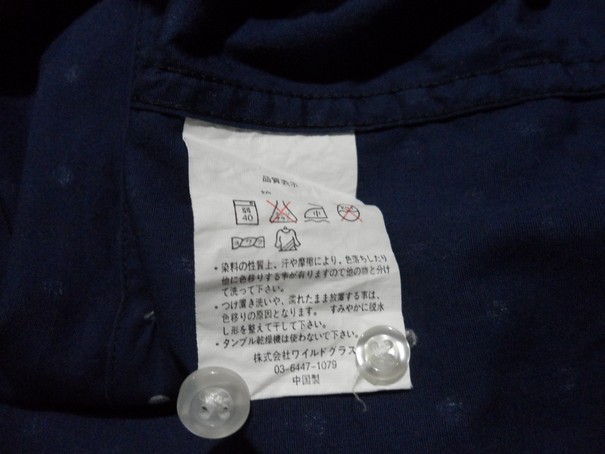 品質表示
弱
40
中
・染料の性質上、汗や摩擦により、色落ちしたり
他に色移りする事が有りますので他の物と分け
て洗って下さい。
・つけ置き洗いや、濡れたまま放置する事は、
色移りの原因となります。 すみやかに脱水
し形を整えて干して下さい。
・タンブル乾燥機は使わないで下さい。
株式会社ワイルドグラス
03-6447-1079
中国製